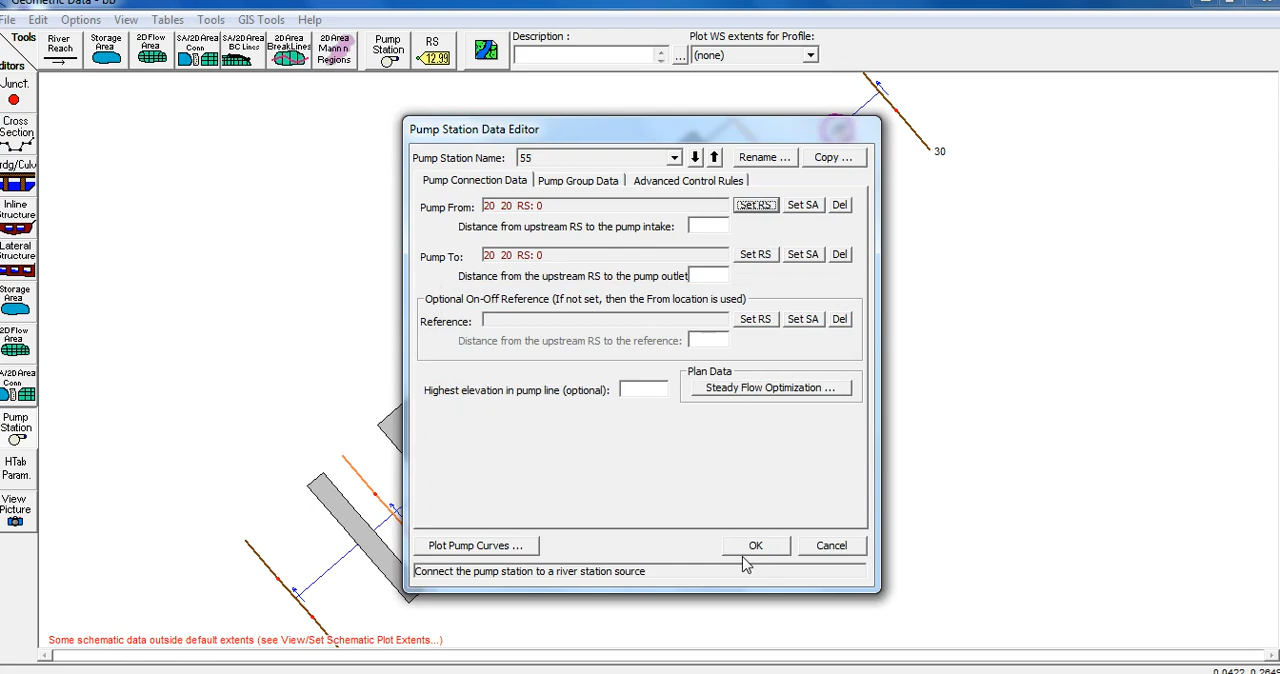 Geometric Data - bb
File Edit Options View Tables Tools GIS Tools Help
Tools
Editors
River Reach
Storage Area
2D Flow Area
SA/2D Area Conn
SA/2D Area BC Lines
2D Area BreakLines
2D Area Mann n Regions
Pump Station
RS
12.99
Description :
...
Plot WS extents for Profile:
(none)
Junct.
Cross Section
Brdg/Culv
Inline Structure
Lateral Structure
Storage Area
2D Flow Area
SA/2D Area Conn
Pump Station
HTab Param.
View Picture
30
Pump Station Data Editor
Pump Station Name: 55 Rename ... Copy ...
Pump Connection Data Pump Group Data Advanced Control Rules
Pump From: 20 20 RS: 0 Set RS Set SA Del
Distance from upstream RS to the pump intake:
Pump To: 20 20 RS: 0 Set RS Set SA Del
Distance from the upstream RS to the pump outlet
Optional On-Off Reference (If not set, then the From location is used)
Reference: Set RS Set SA Del
Distance from the upstream RS to the reference:
Plan Data
Highest elevation in pump line (optional): Steady Flow Optimization ...
Plot Pump Curves ... OK Cancel
Connect the pump station to a river station source
Some schematic data outside default extents (see View/Set Schematic Plot Extents...)